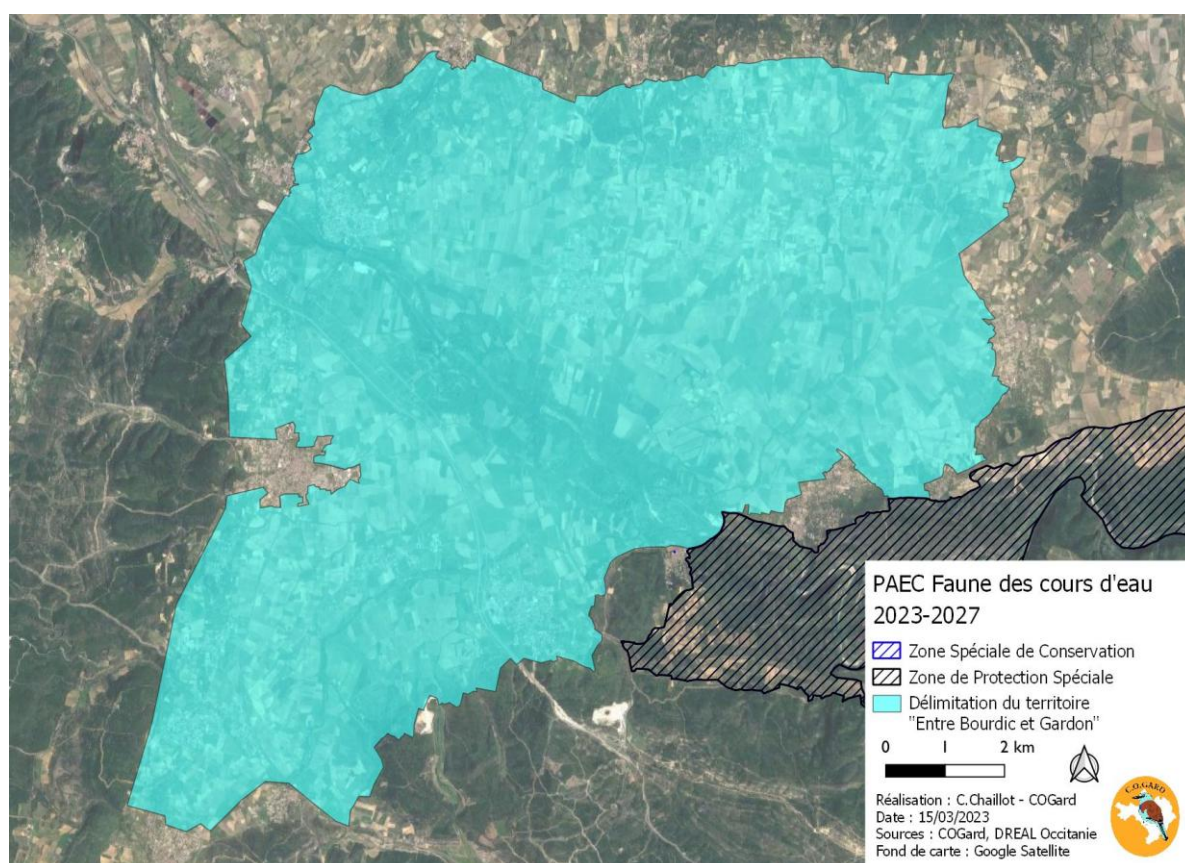 PAEC Faune des cours d'eau
2023-2027
Zone Spéciale de Conservation
Zone de Protection Spéciale
Délimitation du territoire
"Entre Bourdic et Gardon"
0 1 2 km
Réalisation : C.Chaillot - COGard
Date : 15/03/2023
Sources : COGard, DREAL Occitanie
Fond de carte : Google Satellite
C.O.GARD